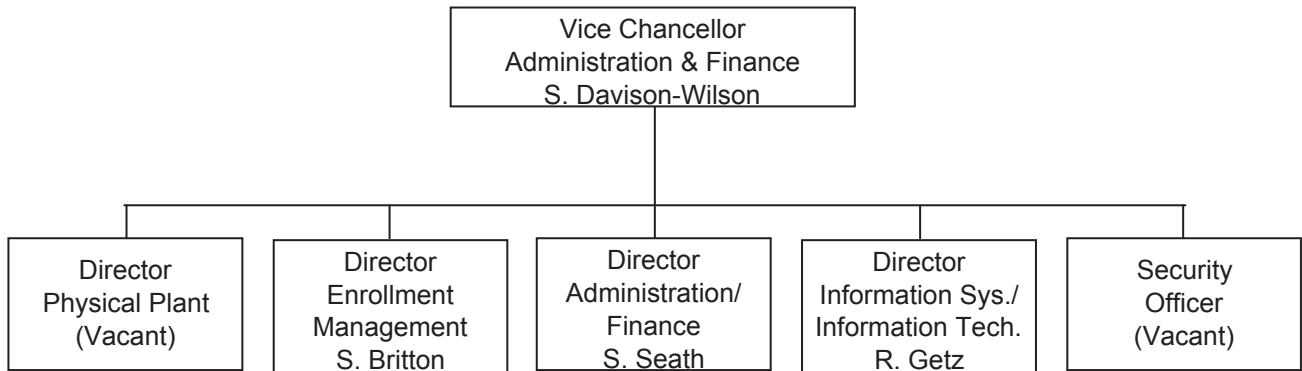 Vice Chancellor
Administration & Finance
S. Davison-Wilson
Director
Physical Plant
(Vacant)
Director
Enrollment
Management
S. Britton
Director
Administration/
Finance
S. Seath
Director
Information Sys./
Information Tech.
R. Getz
Security
Officer
(Vacant)